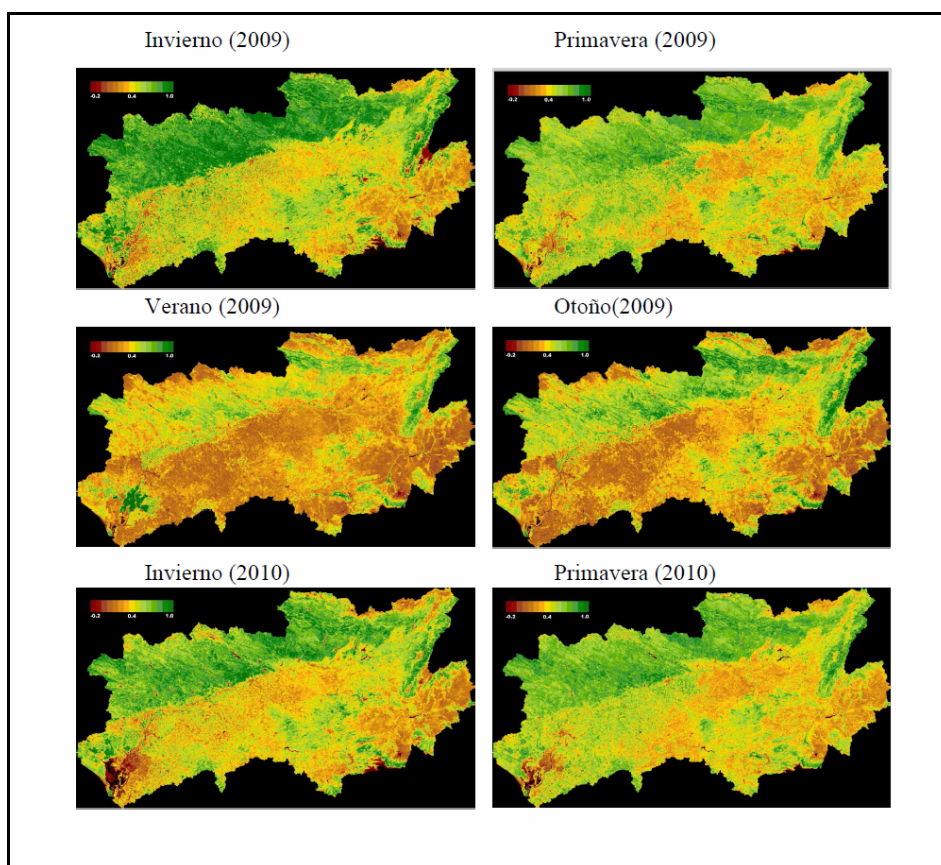 Invierno (2009)
Primavera (2009)
-0.2 0.4 1.0
-0.2 0.4 1.0
Verano (2009)
Otoño(2009)
-0.2 0.4 1.0
-0.2 0.4 1.0
Invierno (2010)
Primavera (2010)
-0.2 0.4 1.0
-0.2 0.4 1.0